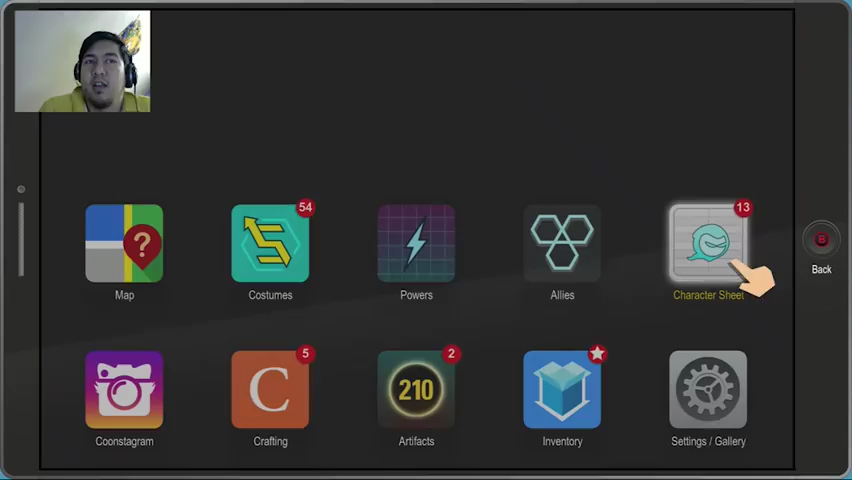 54
13
?
Map
Costumes
Powers
Allies
Character Sheet
B
Back
5
2
C
210
Coonstagram
Crafting
Artifacts
Inventory
Settings / Gallery